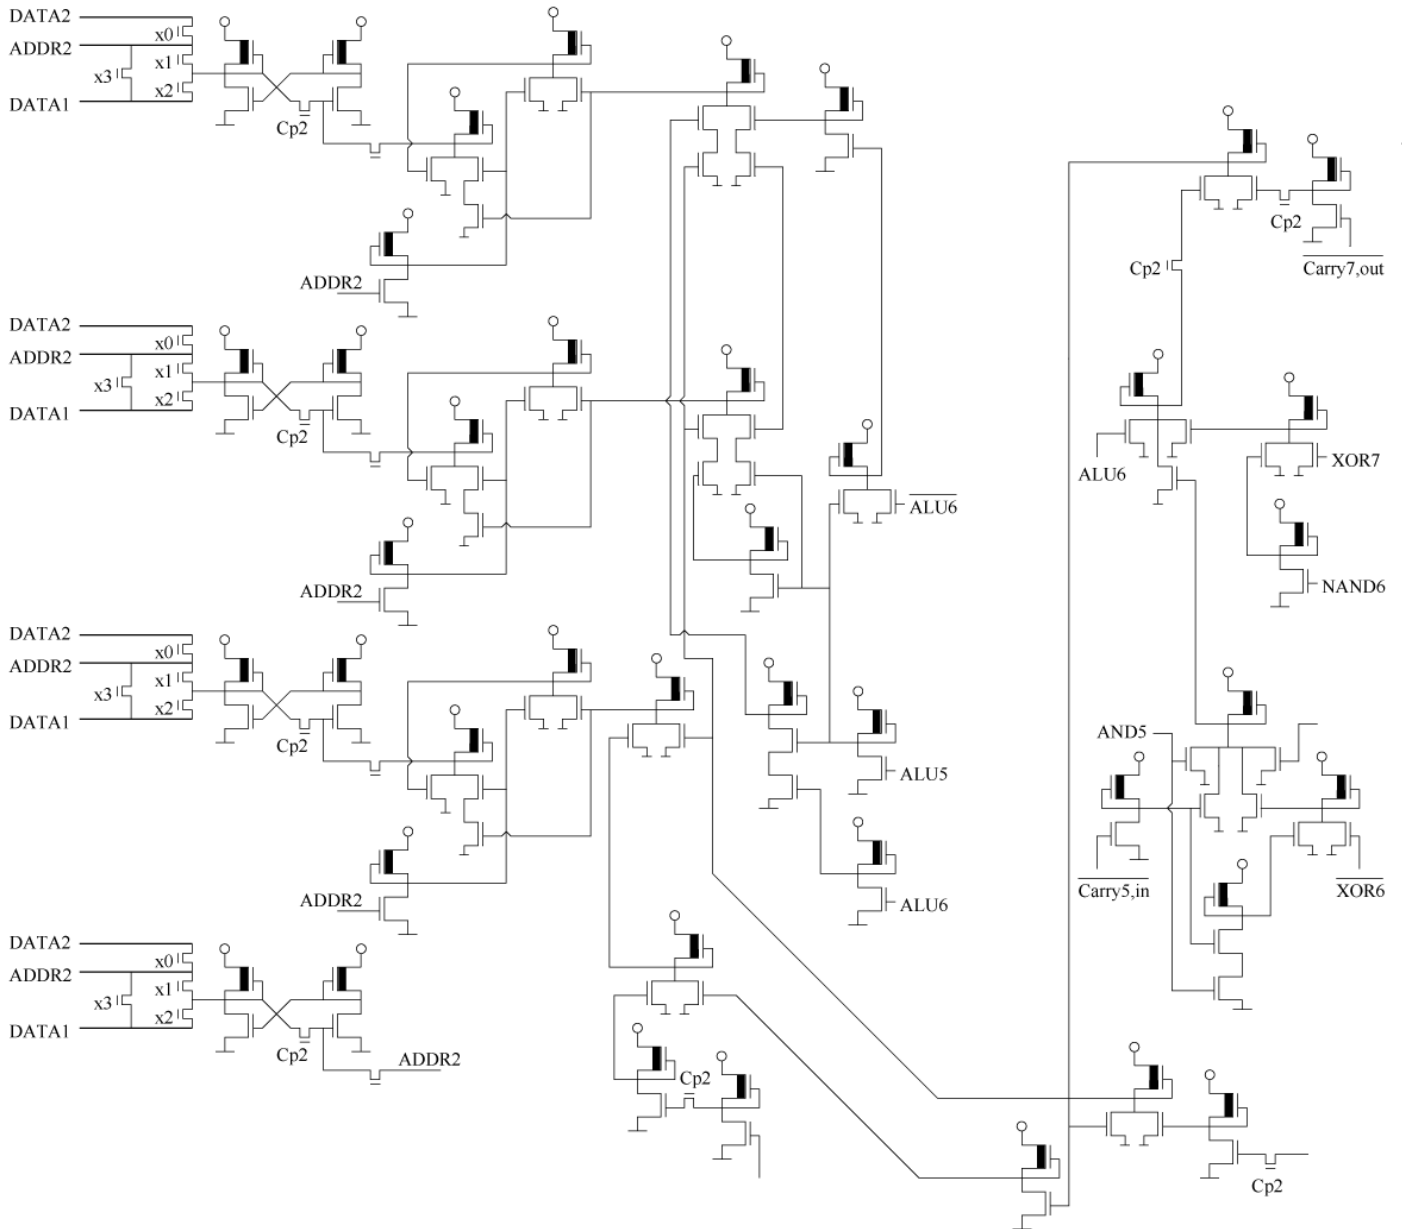 DATA2
x0
ADDR2
x1
x3
x2
DATA1
Cp2
ADDR2
Cp2
Carry7,out
Cp2
DATA2
x0
ADDR2
x1
x3
x2
DATA1
Cp2
ADDR2
ALU6
ALU6
XOR7
NAND6
DATA2
x0
ADDR2
x1
x3
x2
DATA1
Cp2
ADDR2
ALU5
ALU6
AND5
Carry5,in
XOR6
DATA2
x0
ADDR2
x1
x3
x2
DATA1
Cp2
ADDR2
Cp2
Cp2